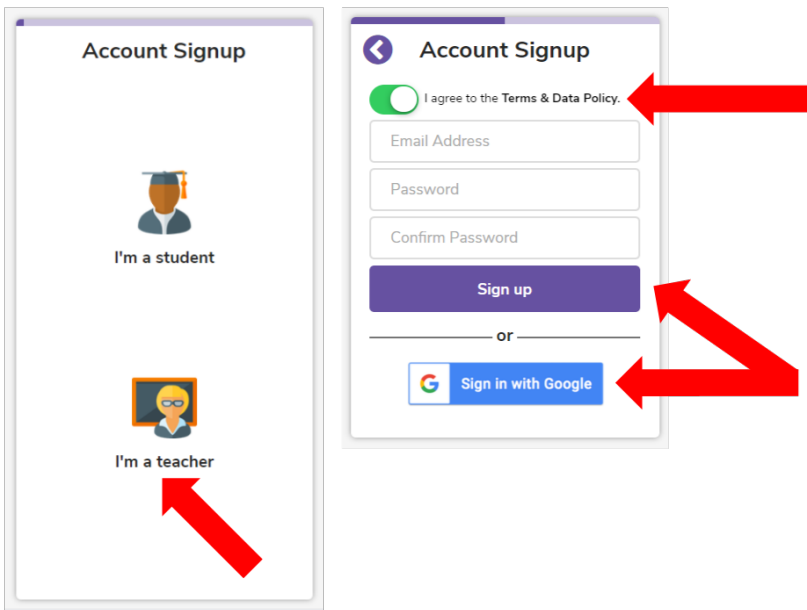 Account Signup
I'm a student
I'm a teacher
Account Signup
I agree to the Terms & Data Policy.
Email Address
Password
Confirm Password
Sign up
or
G Sign in with Google